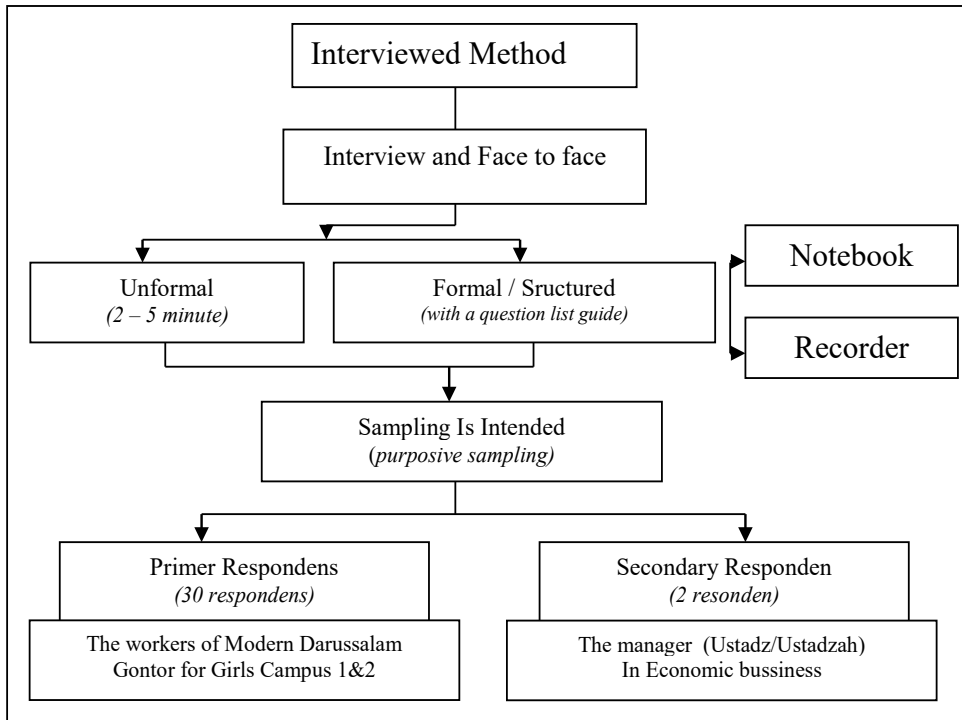 Interviewed Method
Interview and Face to face
Unformal
(2 – 5 minute)
Formal / Sructured
(with a question list guide)
Notebook
Recorder
Sampling Is Intended
(purposive sampling)
Primer Respondens
(30 respondens)
The workers of Modern Darussalam
Gontor for Girls Campus 1&2
Secondary Responden
(2 resonden)
The manager (Ustadz/Ustadzah)
In Economic bussiness